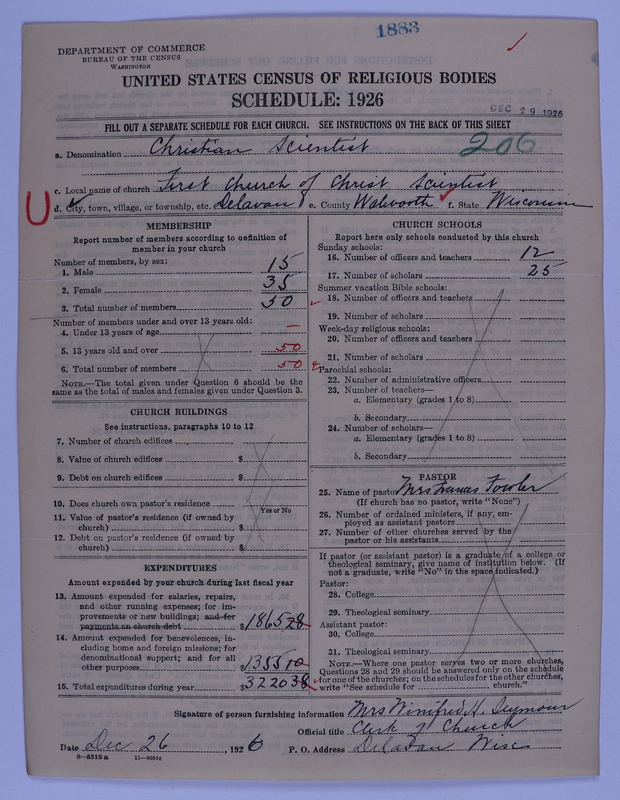 1883
DEPARTMENT OF COMMERCE
BUREAU OF THE CENSUS
WASHINGTON
UNITED STATES CENSUS OF RELIGIOUS BODIES
SCHEDULE: 1926
DEC 29 1926
FILL OUT A SEPARATE SCHEDULE FOR EACH CHURCH. SEE INSTRUCTIONS ON THE BACK OF THIS SHEET
a. Denomination Christian Scientist 206
c. Local name of church First Church of Christ Scientist
U d. City, town, village, or township, etc. Delavan e. County Walworth f. State Wisconsin
MEMBERSHIP
Report number of members according to definition of
member in your church
Number of members, by sex:
1. Male 15
2. Female 35
3. Total number of members 50
Number of members under and over 13 years old:
4. Under 13 years of age —
5. 13 years old and over 50
6. Total number of members 50
NOTE.—The total given under Question 6 should be the
same as the total of males and females given under Question 3.
CHURCH BUILDINGS
See instructions, paragraphs 10 to 12
7. Number of church edifices
8. Value of church edifices $
9. Debt on church edifices $
10. Does church own pastor's residence
Yes or No
11. Value of pastor's residence (if owned by
church) $
12. Debt on pastor's residence (if owned by
church) $
EXPENDITURES
Amount expended by your church during last fiscal year
13. Amount expended for salaries, repairs,
and other running expenses; for im-
provements or new buildings; and for
payments on church debt $1865 28
14. Amount expended for benevolences, in-
cluding home and foreign missions; for
denominational support; and for all
other purposes $1355 10
15. Total expenditures during year $3220 38
CHURCH SCHOOLS
Report here only schools conducted by this church
Sunday schools:
16. Number of officers and teachers 12
17. Number of scholars 25
Summer vacation Bible schools:
18. Number of officers and teachers
19. Number of scholars
Week-day religious schools:
20. Number of officers and teachers
21. Number of scholars
Parochial schools:
22. Number of administrative officers
23. Number of teachers—
a. Elementary (grades 1 to 8)
b. Secondary
24. Number of scholars—
a. Elementary (grades 1 to 8)
b. Secondary
PASTOR
25. Name of pastor Mrs Frances Fowler
(If church has no pastor, write "None")
26. Number of ordained ministers, if any, em-
ployed as assistant pastors
27. Number of other churches served by the
pastor or his assistants
If pastor (or assistant pastor) is a graduate of a college or
theological seminary, give name of institution below. (If
not a graduate, write "No" in the space indicated.)
Pastor:
28. College
29. Theological seminary
Assistant pastor:
30. College
31. Theological seminary
NOTE.—Where one pastor serves two or more churches,
Questions 28 and 29 should be answered only on the schedule
for one of the churches; on the schedules for the other churches,
write "See schedule for church."
Signature of person furnishing information Mrs Winifred H. Seymour
Official title Clerk of Church
Date Dec 26, 1926 P. O. Address Delavan Wisc
8—5518 a